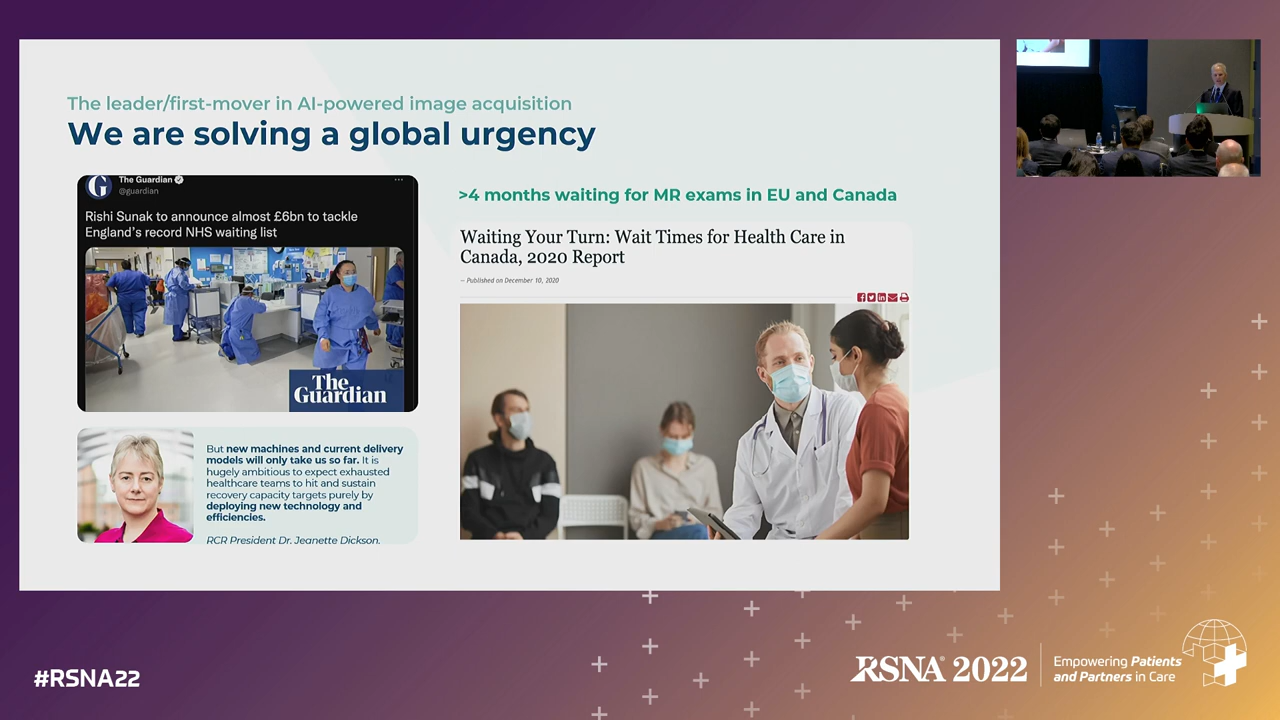 The leader/first-mover in AI-powered image acquisition
We are solving a global urgency
G
The Guardian
@guardian
Rishi Sunak to announce almost £6bn to tackle
England's record NHS waiting list
The
Guardian
But new machines and current delivery
models will only take us so far. It is
hugely ambitious to expect exhausted
healthcare teams to hit and sustain
recovery capacity targets purely by
deploying new technology and
efficiencies.
RCR President Dr. Jeanette Dickson.
>4 months waiting for MR exams in EU and Canada
Waiting Your Turn: Wait Times for Health Care in
Canada, 2020 Report
— Published on December 10, 2020
#RSNA22
RSNA® 2022
Empowering Patients
and Partners in Care